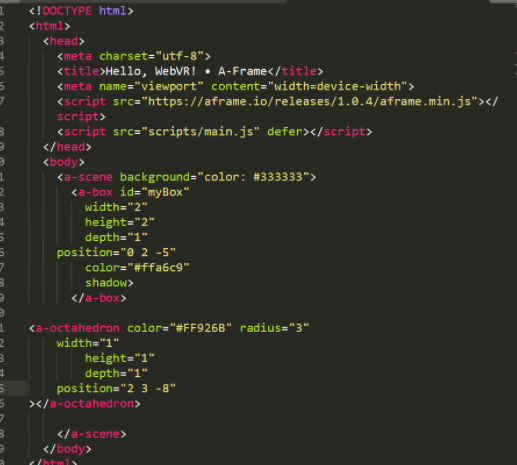 1 <!DOCTYPE html>
2 <html>
3 <head>
4 <meta charset="utf-8">
5 <title>Hello, WebVR! • A-Frame</title>
6 <meta name="viewport" content="width=device-width">
7 <script src="https://aframe.io/releases/1.0.4/aframe.min.js"></
script>
8 <script src="scripts/main.js" defer></script>
9 </head>
0 <body>
1 <a-scene background="color: #333333">
2 <a-box id="myBox"
3 width="2"
4 height="2"
5 depth="1"
6 position="0 2 -5"
7 color="#ffa6c9"
8 shadow>
9 </a-box>
0
1 <a-octahedron color="#FF926B" radius="3"
2 width="1"
3 height="1"
4 depth="1"
5 position="2 3 -8"
6 ></a-octahedron>
7
8 </a-scene>
9 </body>
0 </html>